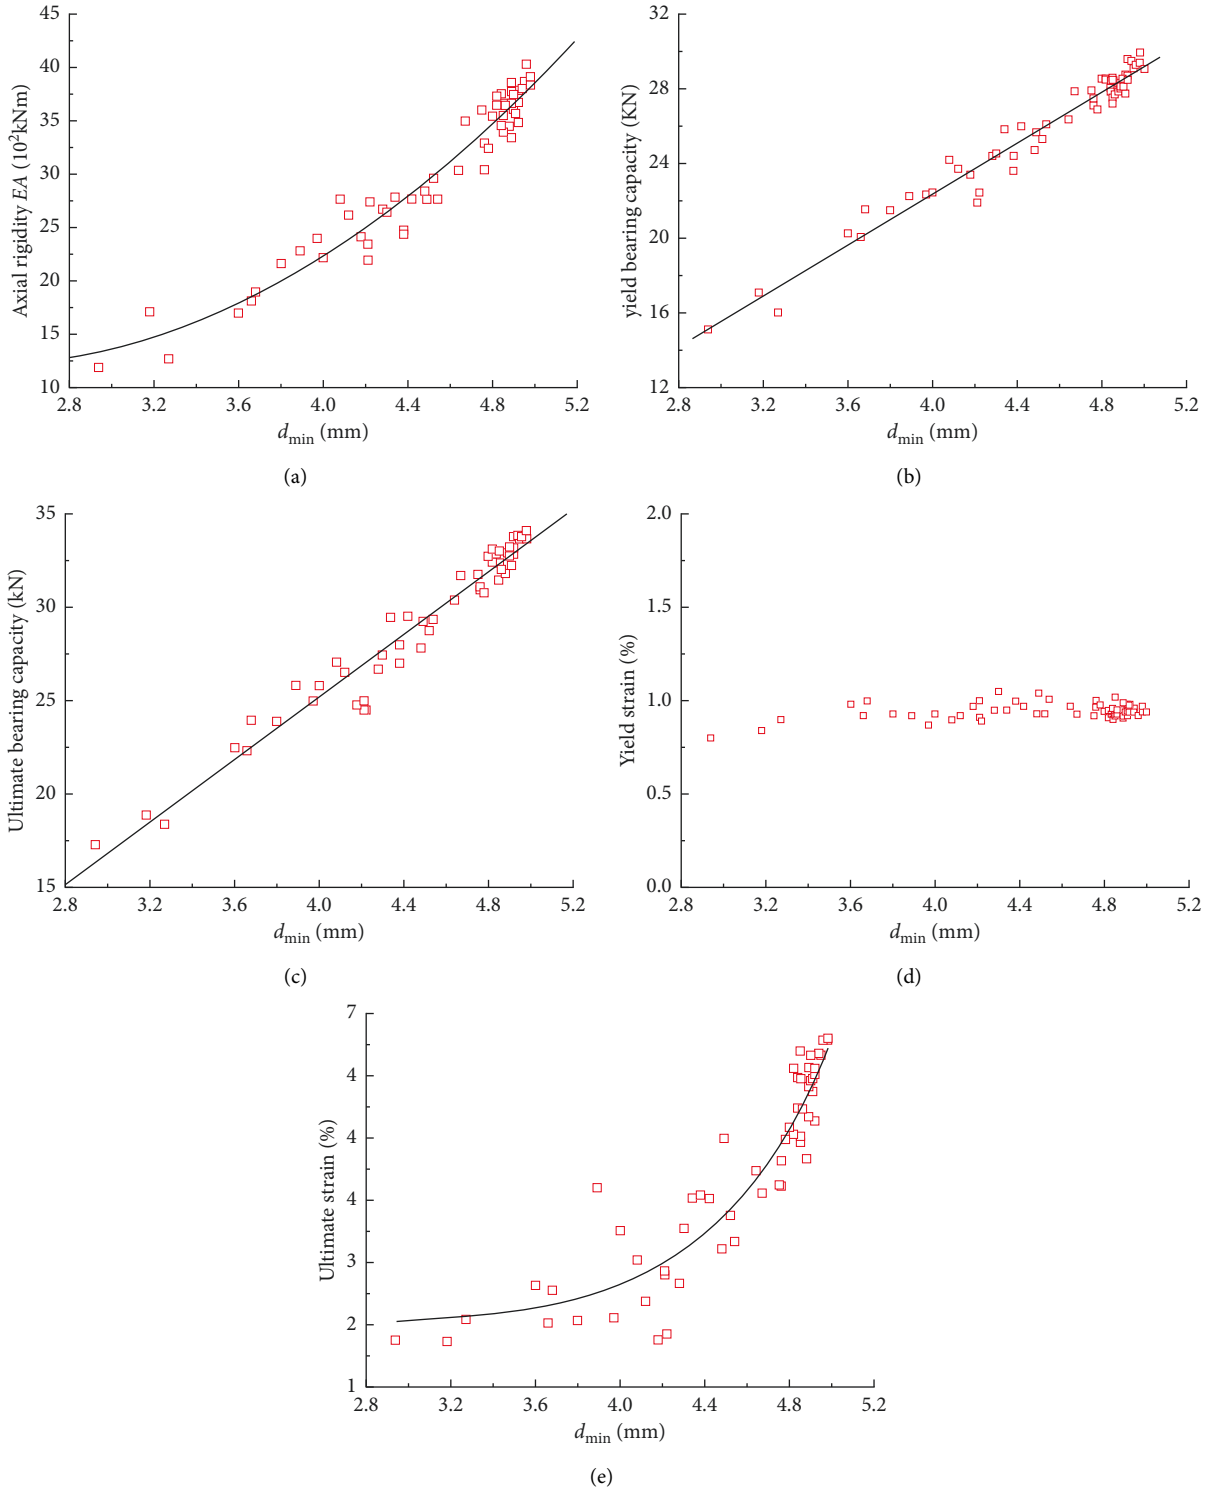 45
40
35
30
25
20
15
10
Axial rigidity EA (10²kNm)
2.8 3.2 3.6 4.0 4.4 4.8 5.2
d_min (mm)
(a)
32
28
24
20
16
12
yield bearing capacity (KN)
2.8 3.2 3.6 4.0 4.4 4.8 5.2
d_min (mm)
(b)
35
30
25
20
15
Ultimate bearing capacity (kN)
2.8 3.2 3.6 4.0 4.4 4.8 5.2
d_min (mm)
(c)
2.0
1.5
1.0
0.5
0.0
Yield strain (%)
2.8 3.2 3.6 4.0 4.4 4.8 5.2
d_min (mm)
(d)
7
4
4
4
3
2
1
Ultimate strain (%)
2.8 3.2 3.6 4.0 4.4 4.8 5.2
d_min (mm)
(e)